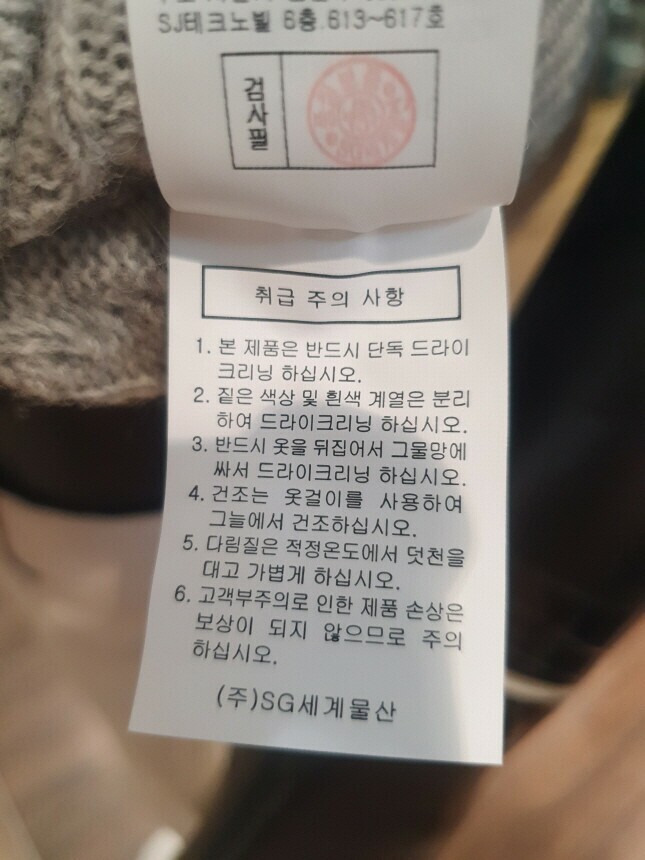 SJ테크노빌 6층.613~617호
검사필
취급 주의 사항
1. 본 제품은 반드시 단독 드라이
크리닝 하십시오.
2. 짙은 색상 및 흰색 계열은 분리
하여 드라이크리닝 하십시오.
3. 반드시 옷을 뒤집어서 그물망에
싸서 드라이크리닝 하십시오.
4. 건조는 옷걸이를 사용하여
그늘에서 건조하십시오.
5. 다림질은 적정온도에서 덧천을
대고 가볍게 하십시오.
6. 고객부주의로 인한 제품 손상은
보상이 되지 않으므로 주의
하십시오.
(주)SG세계물산